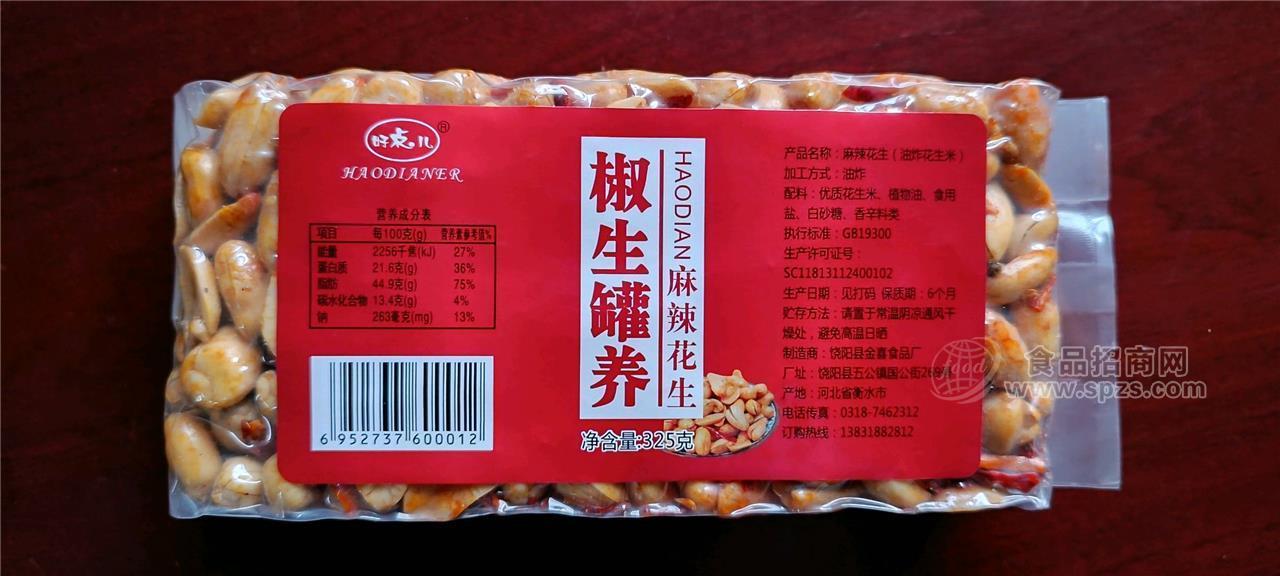 好点儿
®
HAODIANER
营养成分表
项目 每100克(g) 营养素参考值%
能量 2256千焦(kJ) 27%
蛋白质 21.6克(g) 36%
脂肪 44.9克(g) 75%
碳水化合物 13.4克(g) 4%
钠 263毫克(mg) 13%
6 952737 600012
椒生罐养
HAODIAN 麻辣花生
净含量:325克
产品名称：麻辣花生（油炸花生米）
加工方式：油炸
配料：优质花生米、植物油、食用
盐、白砂糖、香辛料类
执行标准：GB19300
生产许可证号：
SC11813112400102
生产日期：见打码 保质期：6个月
贮存方法：请置于常温阴凉通风干
燥处，避免高温日晒
制造商：饶阳县金喜食品厂
厂址：饶阳县五公镇国公街268号
产地：河北省衡水市
电话传真：0318-7462312
订购热线：13831882812
食品招商网
www.spzs.com